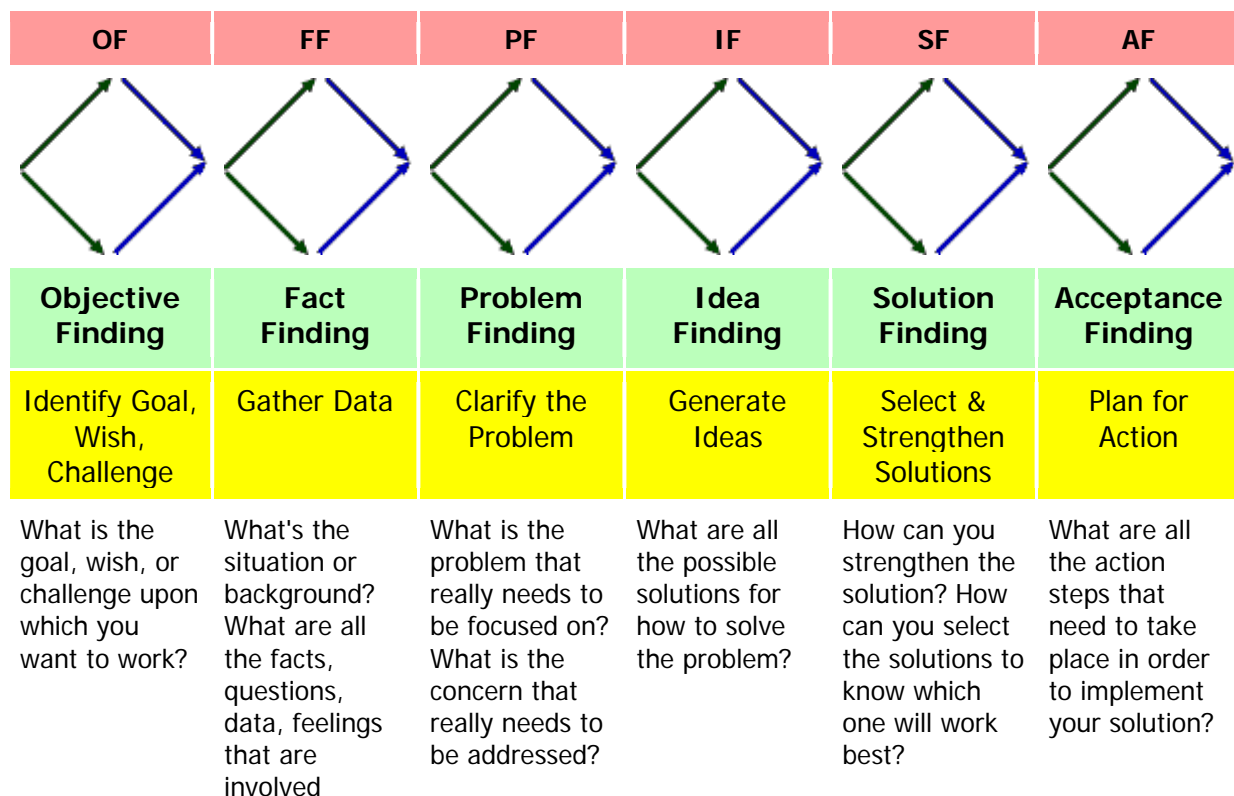 OF
FF
PF
IF
SF
AF
Objective
Finding
Fact
Finding
Problem
Finding
Idea
Finding
Solution
Finding
Acceptance
Finding
Identify Goal,
Wish,
Challenge
Gather Data
Clarify the
Problem
Generate
Ideas
Select &
Strengthen
Solutions
Plan for
Action
What is the
goal, wish, or
challenge upon
which you
want to work?
What's the
situation or
background?
What are all
the facts,
questions,
data, feelings
that are
involved
What is the
problem that
really needs to
be focused on?
What is the
concern that
really needs to
be addressed?
What are all
the possible
solutions for
how to solve
the problem?
How can you
strengthen the
solution? How
can you select
the solutions to
know which
one will work
best?
What are all
the action
steps that
need to take
place in order
to implement
your solution?